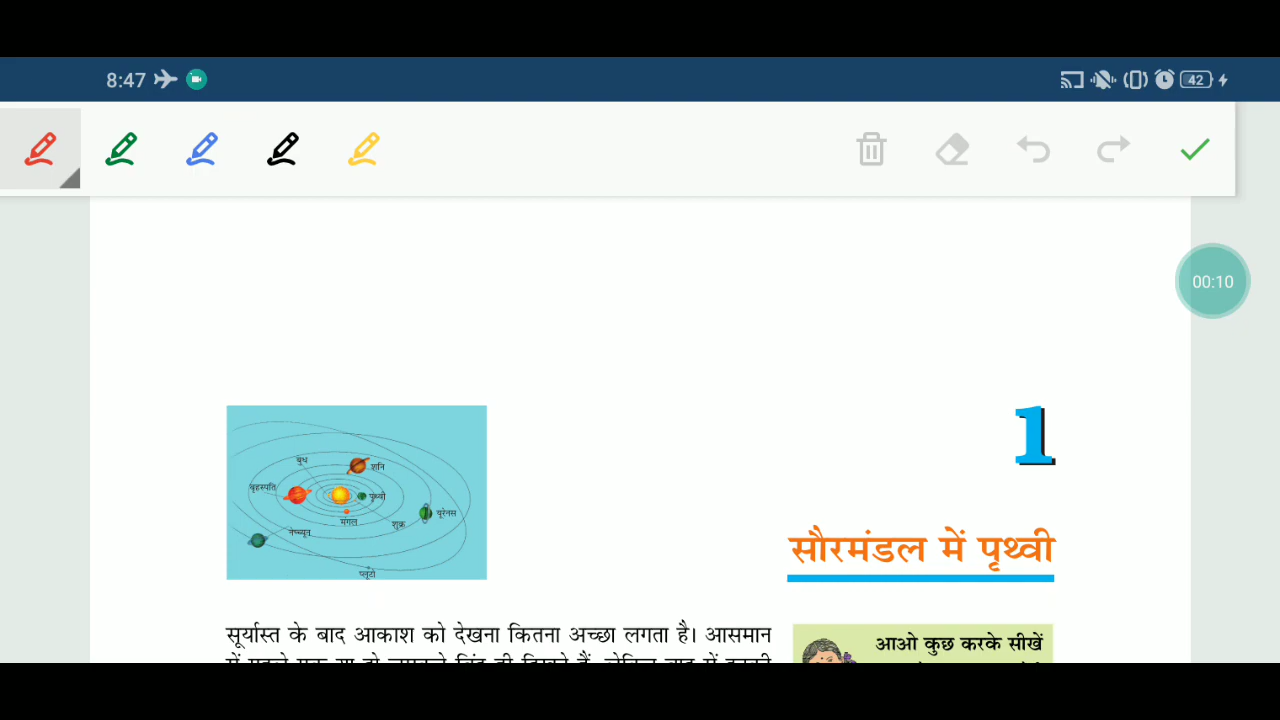 8:47
42
00:10
1
बुध
शनि
बृहस्पति
पृथ्वी
मंगल
शुक्र
यूरेनस
नेप्च्यून
प्लूटो
सौरमंडल में पृथ्वी
सूर्यास्त के बाद आकाश को देखना कितना अच्छा लगता है। आसमान
आओ कुछ करके सीखें